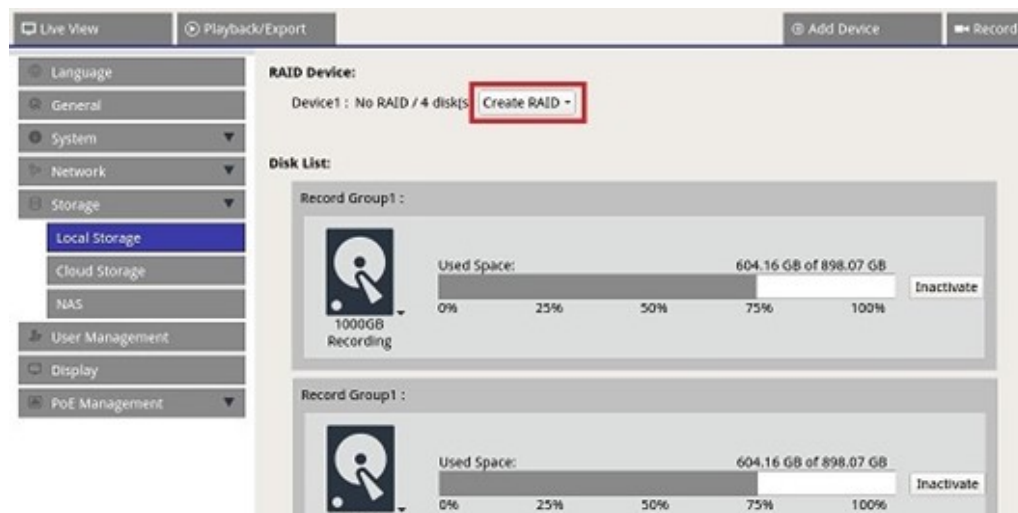 Live View
Playback/Export
Add Device
Record
Language
General
System
Network
Storage
Local Storage
Cloud Storage
NAS
User Management
Display
PoE Management
RAID Device:
Device1 : No RAID / 4 disk(s Create RAID
Disk List:
Record Group1 :
Used Space: 604.16 GB of 898.07 GB
Inactivate
0% 25% 50% 75% 100%
1000GB
Recording
Record Group1 :
Used Space: 604.16 GB of 898.07 GB
Inactivate
0% 25% 50% 75% 100%